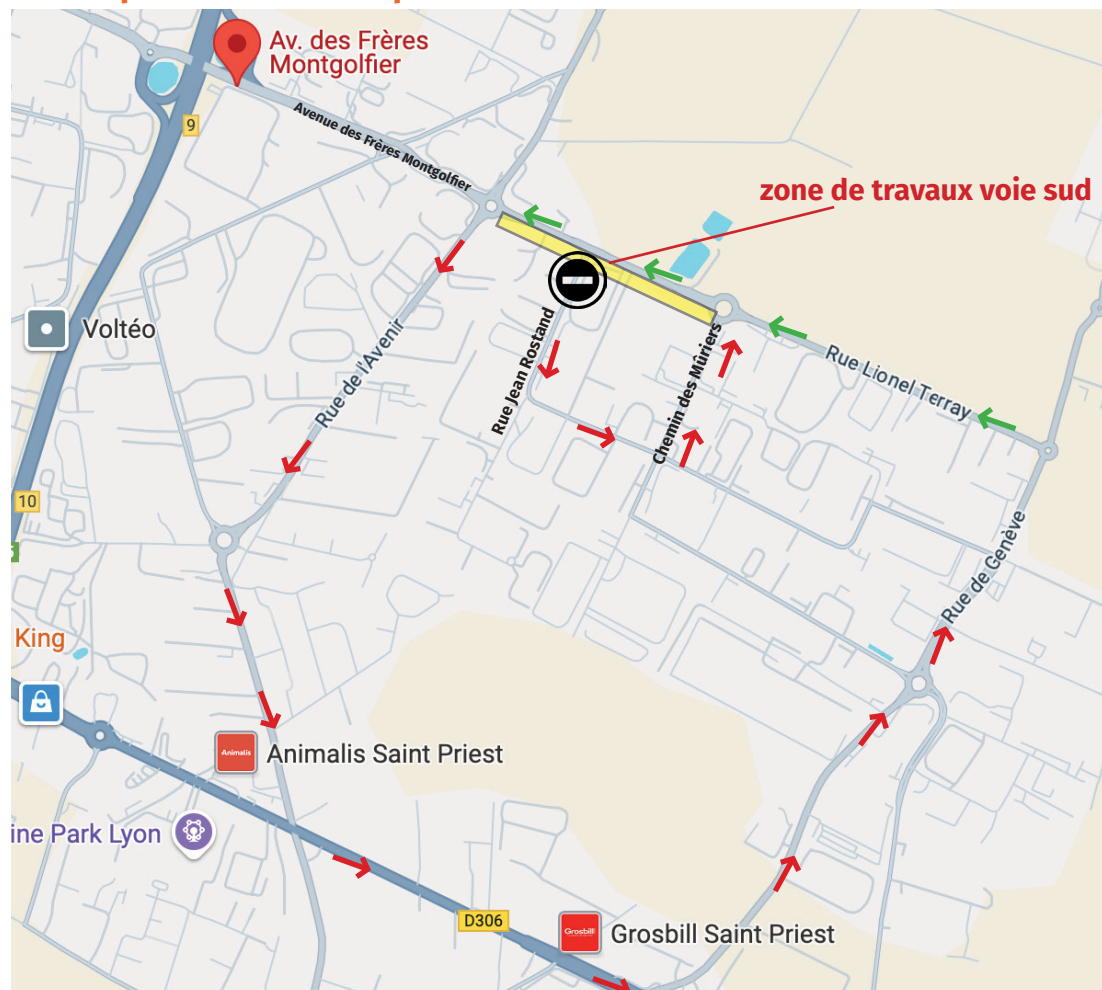 Av. des Frères
Montgolfier
Avenue des Frères Montgolfier
9
zone de travaux voie sud
Voltéo
Rue de l'Avenir
Rue Jean Rostand
Chemin des Mûriers
Rue Lionel Terray
10
Rue de Genève
King
Animalis
Animalis Saint Priest
ine Park Lyon
D306
Grosbill
Grosbill Saint Priest